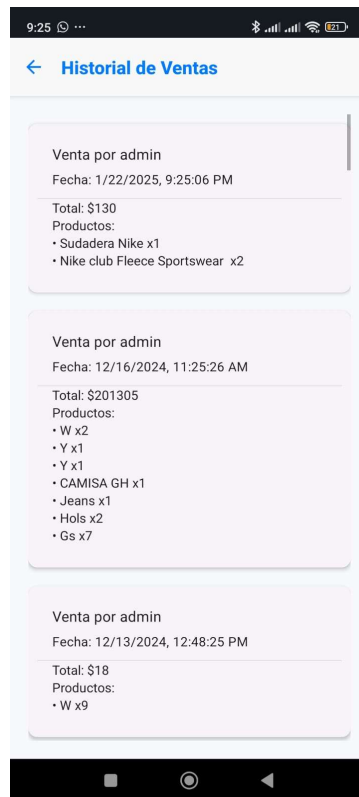 9:25
21
Historial de Ventas
Venta por admin
Fecha: 1/22/2025, 9:25:06 PM
Total: $130
Productos:
• Sudadera Nike x1
• Nike club Fleece Sportswear x2
Venta por admin
Fecha: 12/16/2024, 11:25:26 AM
Total: $201305
Productos:
• W x2
• Y x1
• Y x1
• CAMISA GH x1
• Jeans x1
• Hols x2
• Gs x7
Venta por admin
Fecha: 12/13/2024, 12:48:25 PM
Total: $18
Productos:
• W x9